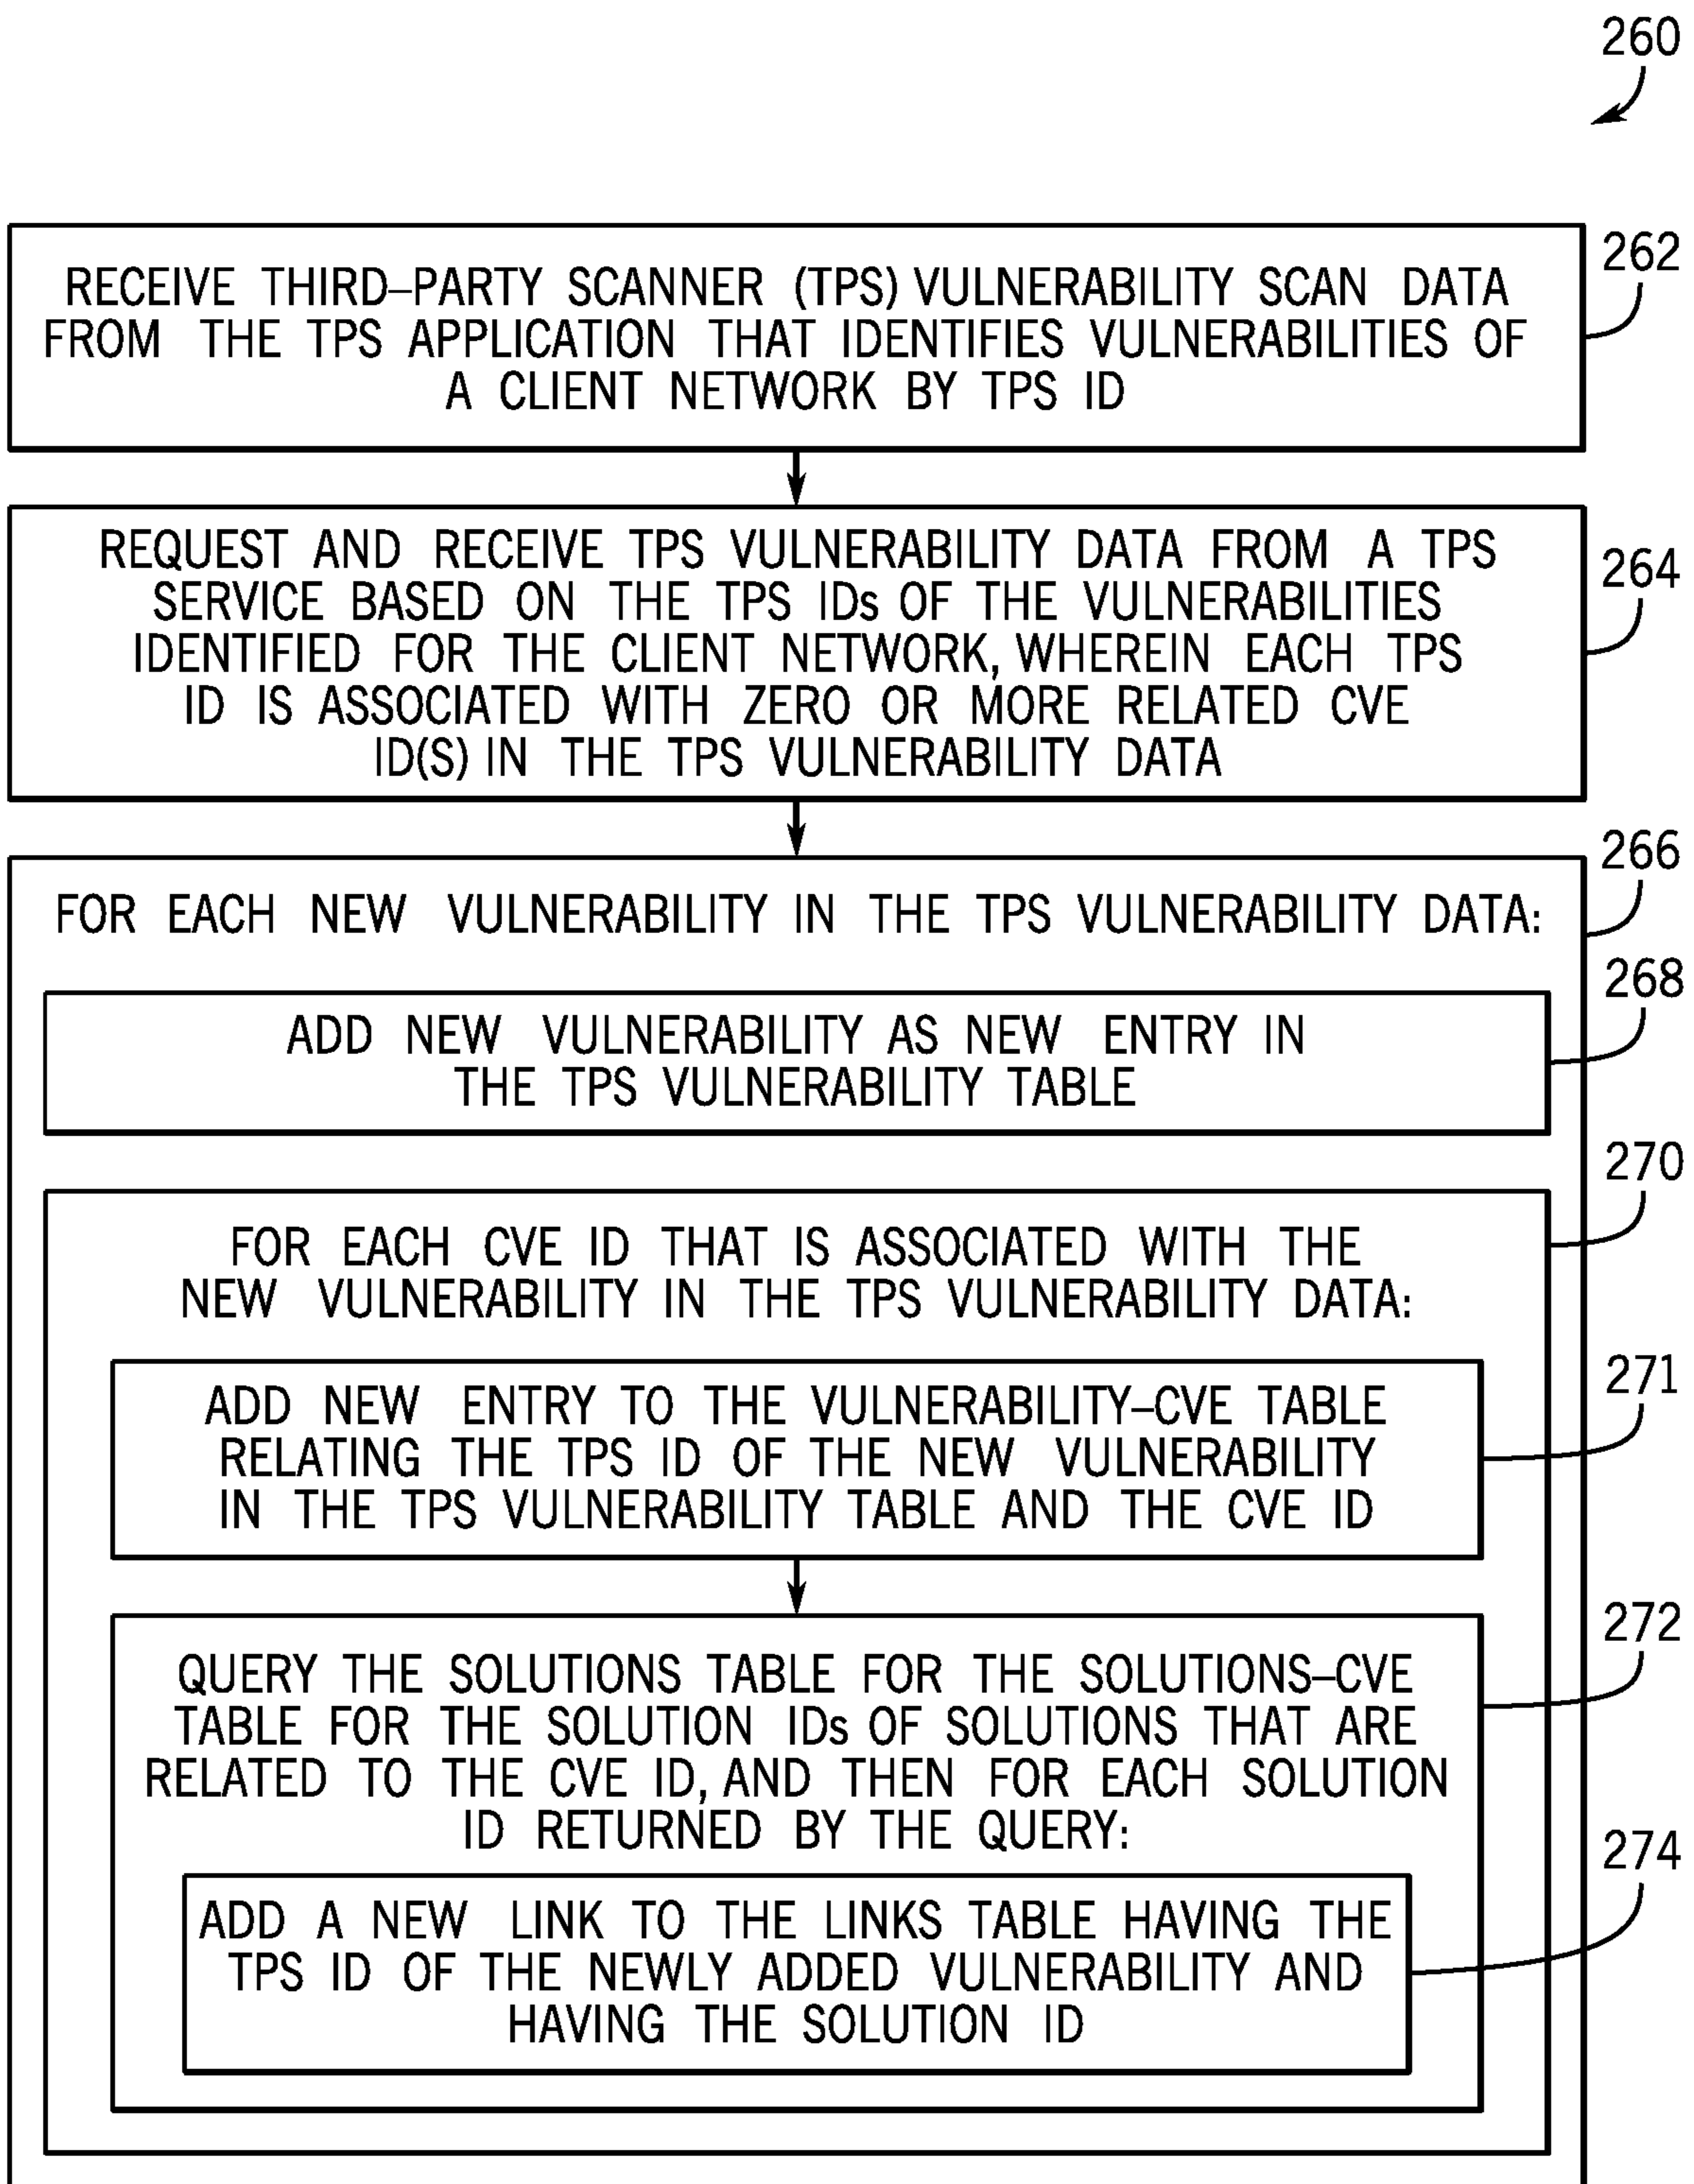 260
262
RECEIVE THIRD–PARTY SCANNER (TPS) VULNERABILITY SCAN DATA
FROM THE TPS APPLICATION THAT IDENTIFIES VULNERABILITIES OF
A CLIENT NETWORK BY TPS ID
264
REQUEST AND RECEIVE TPS VULNERABILITY DATA FROM A TPS
SERVICE BASED ON THE TPS IDs OF THE VULNERABILITIES
IDENTIFIED FOR THE CLIENT NETWORK, WHEREIN EACH TPS
ID IS ASSOCIATED WITH ZERO OR MORE RELATED CVE
ID(S) IN THE TPS VULNERABILITY DATA
266
FOR EACH NEW VULNERABILITY IN THE TPS VULNERABILITY DATA:
268
ADD NEW VULNERABILITY AS NEW ENTRY IN
THE TPS VULNERABILITY TABLE
270
FOR EACH CVE ID THAT IS ASSOCIATED WITH THE
NEW VULNERABILITY IN THE TPS VULNERABILITY DATA:
271
ADD NEW ENTRY TO THE VULNERABILITY–CVE TABLE
RELATING THE TPS ID OF THE NEW VULNERABILITY
IN THE TPS VULNERABILITY TABLE AND THE CVE ID
272
QUERY THE SOLUTIONS TABLE FOR THE SOLUTIONS–CVE
TABLE FOR THE SOLUTION IDs OF SOLUTIONS THAT ARE
RELATED TO THE CVE ID, AND THEN FOR EACH SOLUTION
ID RETURNED BY THE QUERY:
274
ADD A NEW LINK TO THE LINKS TABLE HAVING THE
TPS ID OF THE NEWLY ADDED VULNERABILITY AND
HAVING THE SOLUTION ID